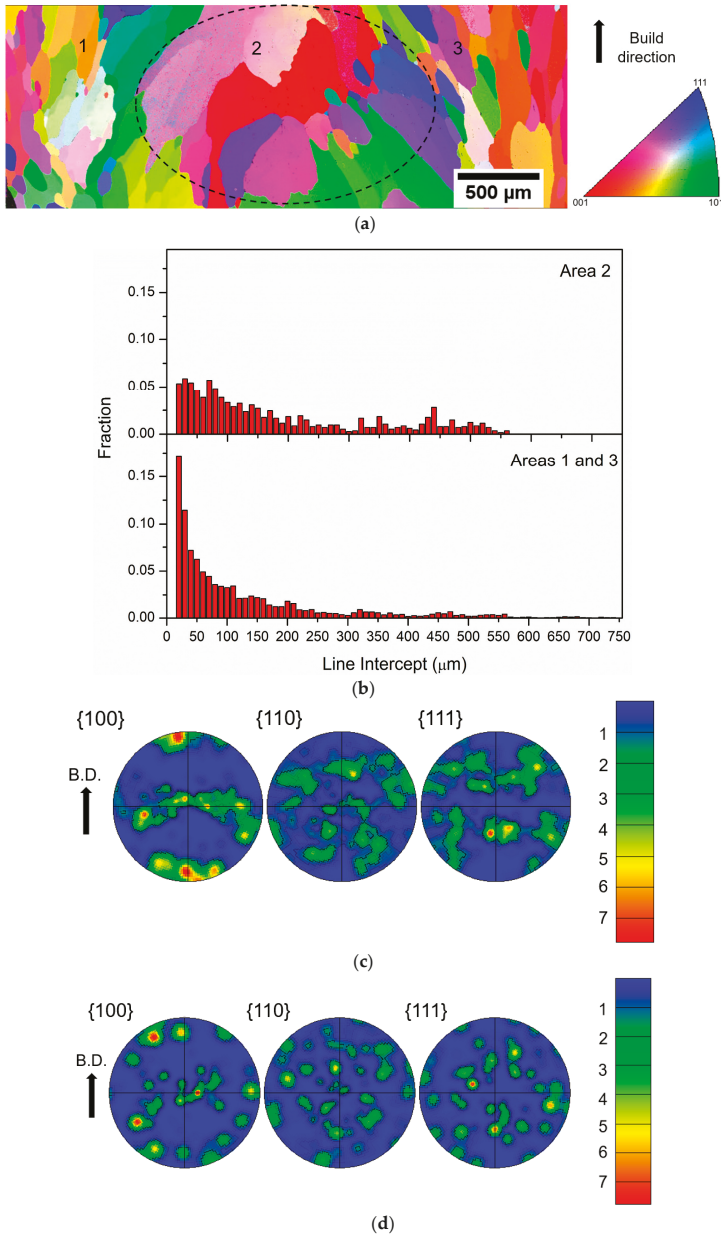 1
2
3
500 µm
Build
direction
111
001
10
(a)
Fraction
0.15
0.10
0.05
0.00
Area 2
0.15
0.10
0.05
0.00
Areas 1 and 3
0 50 100 150 200 250 300 350 400 450 500 550 600 650 700 750
Line Intercept (µm)
(b)
{100}
{110}
{111}
B.D.
1
2
3
4
5
6
7
(c)
{100}
{110}
{111}
B.D.
1
2
3
4
5
6
7
(d)